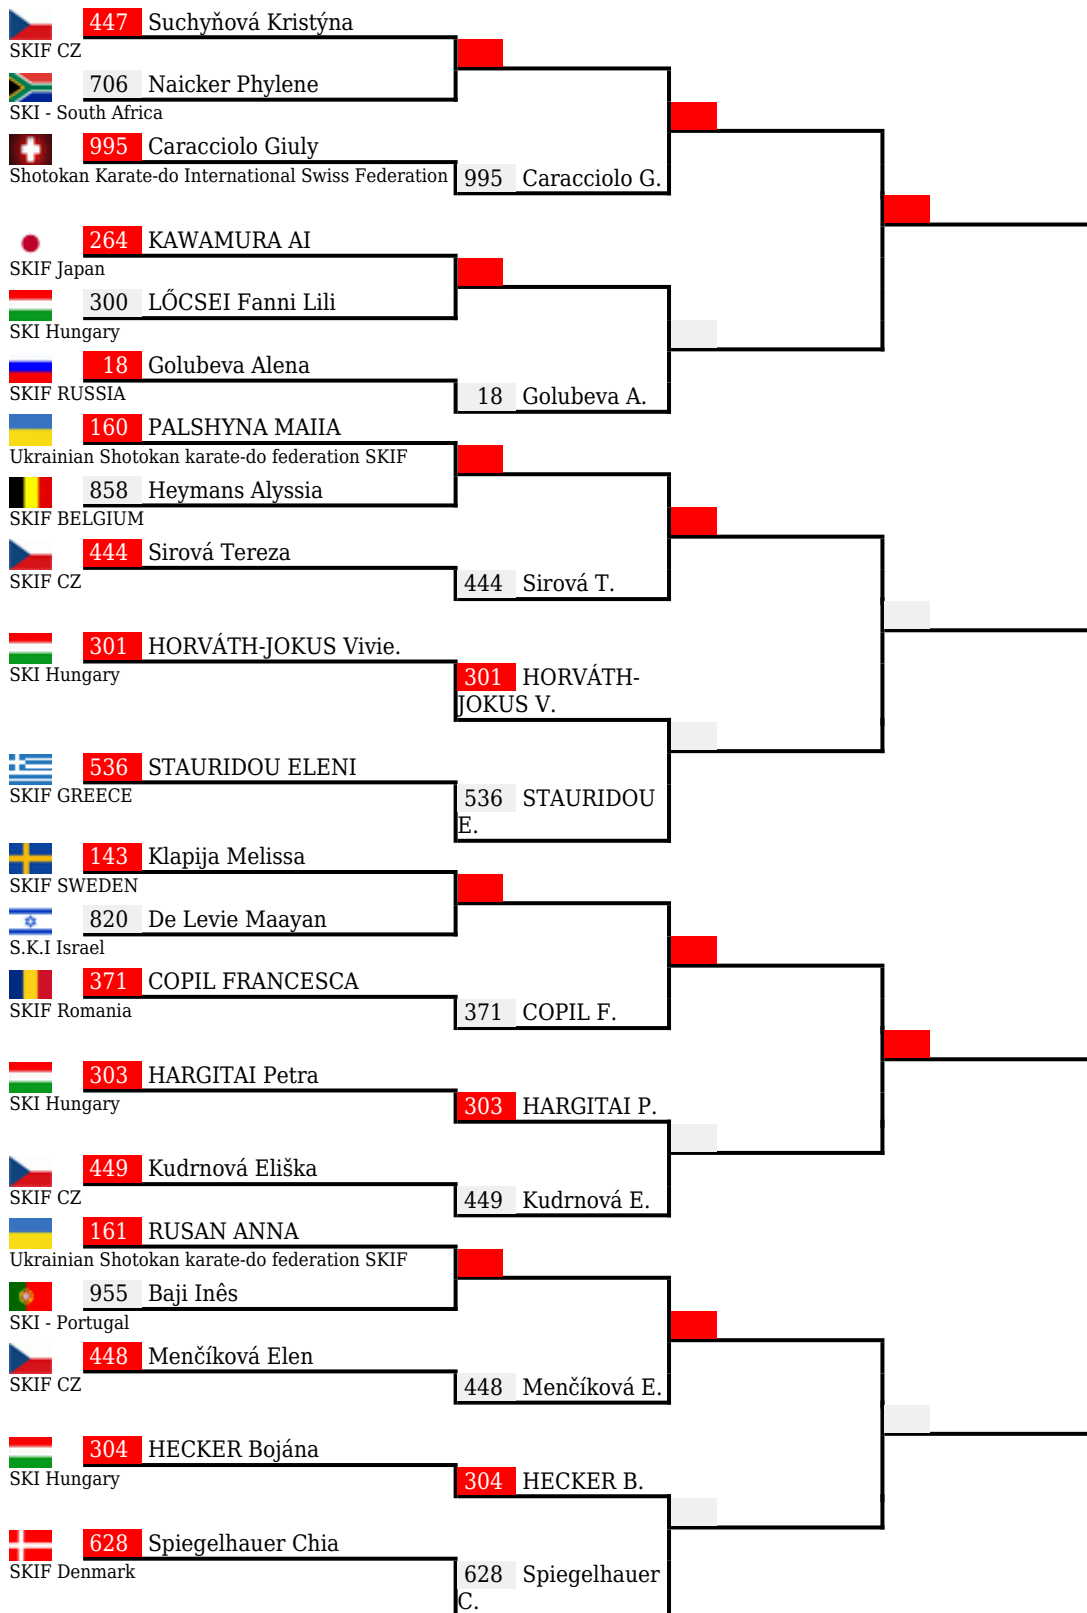 447 Suchyňová Kristýna
SKIF CZ
706 Naicker Phylene
SKI - South Africa
995 Caracciolo Giuly
Shotokan Karate-do International Swiss Federation
995 Caracciolo G.
264 KAWAMURA AI
SKIF Japan
300 LŐCSEI Fanni Lili
SKI Hungary
18 Golubeva Alena
SKIF RUSSIA
18 Golubeva A.
160 PALSHYNA MAIIA
Ukrainian Shotokan karate-do federation SKIF
858 Heymans Alyssia
SKIF BELGIUM
444 Sirová Tereza
SKIF CZ
444 Sirová T.
301 HORVÁTH-JOKUS Vivie.
SKI Hungary
301 HORVÁTH-
JOKUS V.
536 STAURIDOU ELENI
SKIF GREECE
536 STAURIDOU
E.
143 Klapija Melissa
SKIF SWEDEN
820 De Levie Maayan
S.K.I Israel
371 COPIL FRANCESCA
SKIF Romania
371 COPIL F.
303 HARGITAI Petra
SKI Hungary
303 HARGITAI P.
449 Kudrnová Eliška
SKIF CZ
449 Kudrnová E.
161 RUSAN ANNA
Ukrainian Shotokan karate-do federation SKIF
955 Baji Inês
SKI - Portugal
448 Menčíková Elen
SKIF CZ
448 Menčíková E.
304 HECKER Bojána
SKI Hungary
304 HECKER B.
628 Spiegelhauer Chia
SKIF Denmark
628 Spiegelhauer
C.